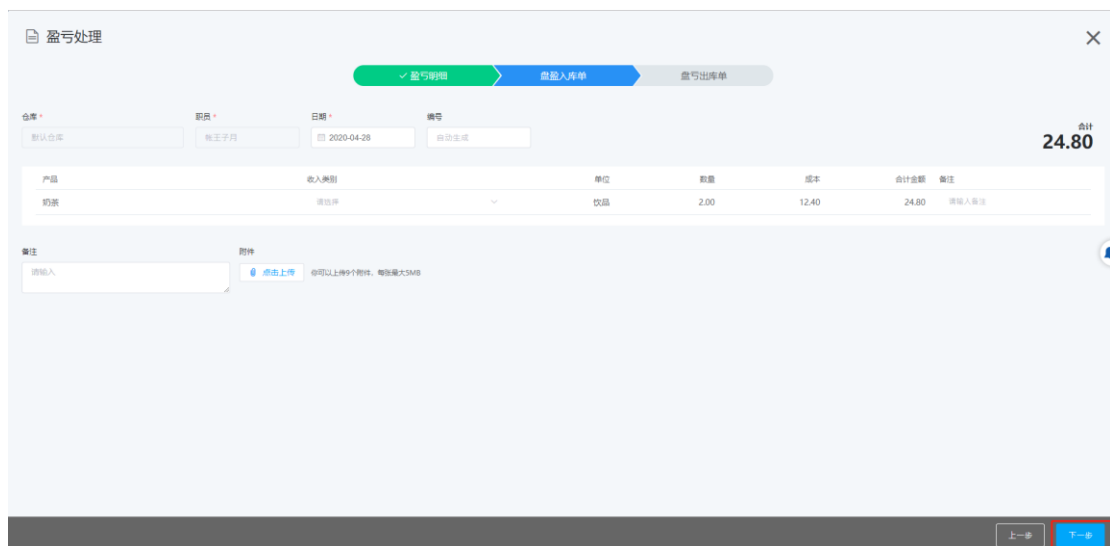 盈亏处理
盈亏明细 盘盈入库单 盘亏出库单
仓库 * 职员 * 日期 * 编号
默认仓库 帐王子月 2020-04-28 自动生成
合计
24.80
产品 收入类别 单位 数量 成本 合计金额 备注
奶茶 请选择 饮品 2.00 12.40 24.80 请输入备注
备注 附件
请输入 点击上传 你可以上传9个附件，每张最大5MB
上一步 下一步